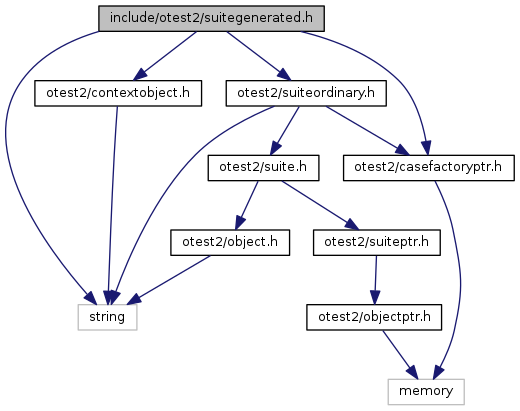 include/otest2/suitegenerated.h
otest2/contextobject.h
otest2/suiteordinary.h
otest2/suite.h
otest2/casefactoryptr.h
otest2/object.h
otest2/suiteptr.h
string
otest2/objectptr.h
memory